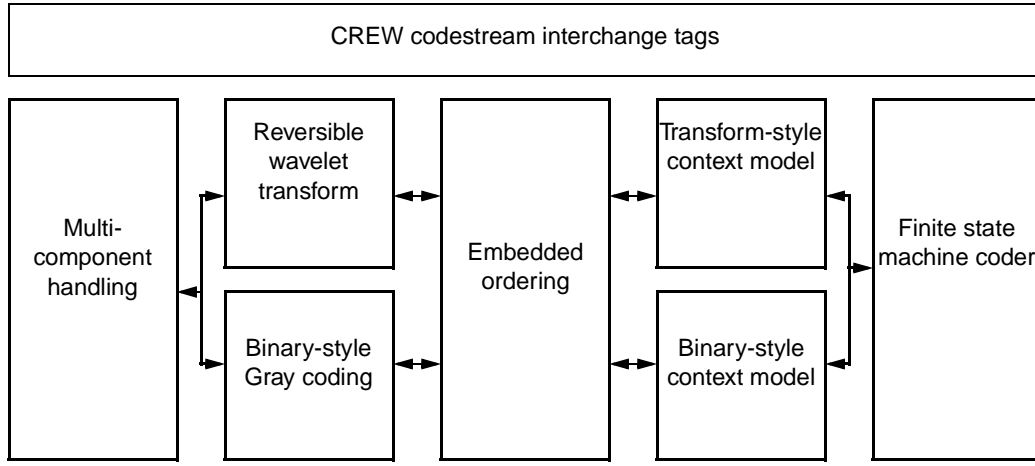 CREW codestream interchange tags
Multi-
component
handling
Reversible
wavelet
transform
Binary-style
Gray coding
Embedded
ordering
Transform-style
context model
Binary-style
context model
Finite state
machine coder